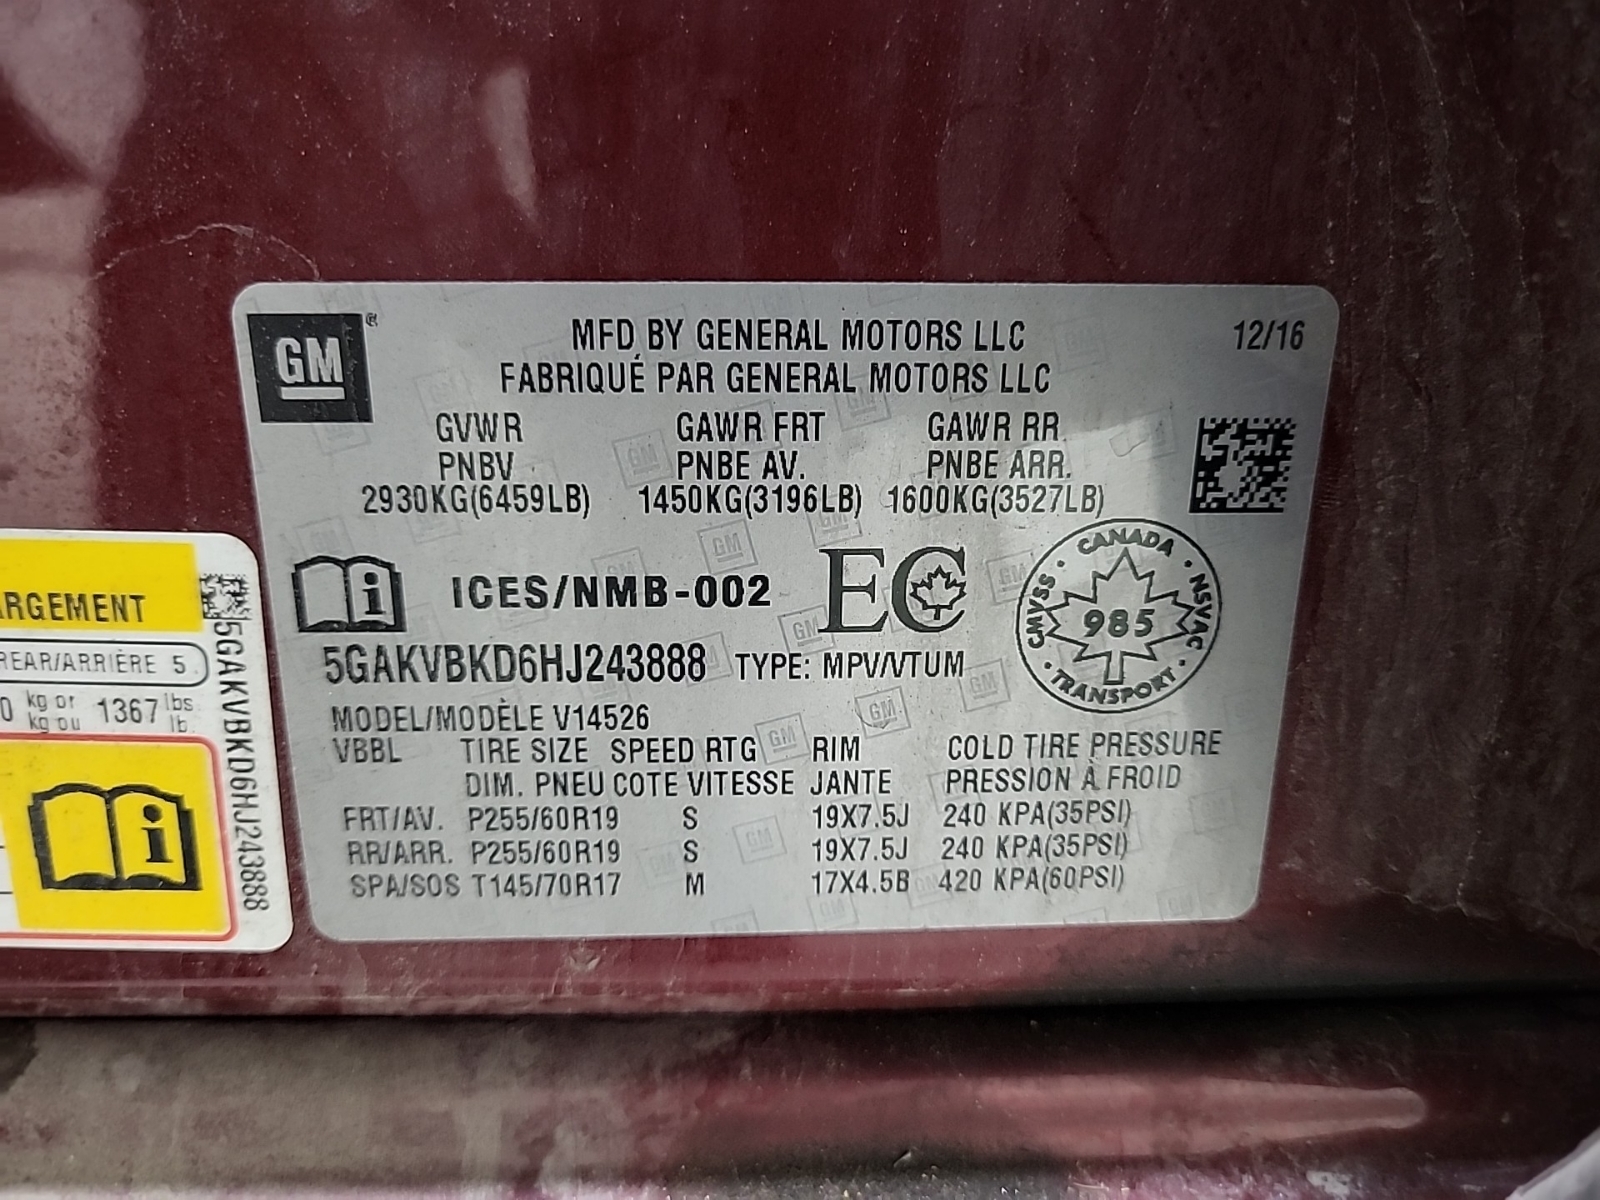 GM
MFD BY GENERAL MOTORS LLC 12/16
FABRIQUÉ PAR GENERAL MOTORS LLC
GVWR GAWR FRT GAWR RR
PNBV PNBE AV. PNBE ARR.
2930KG(6459LB) 1450KG(3196LB) 1600KG(3527LB)
ICES/NMB-002 EC
CANADA
CMVSS 985 NSVAC
TRANSPORT
5GAKVBKD6HJ243888 TYPE: MPV/VTUM
MODEL/MODÈLE V14526
VBBL TIRE SIZE SPEED RTG RIM COLD TIRE PRESSURE
DIM. PNEU COTE VITESSE JANTE PRESSION À FROID
FRT/AV. P255/60R19 S 19X7.5J 240 KPA(35PSI)
RR/ARR. P255/60R19 S 19X7.5J 240 KPA(35PSI)
SPA/SOS T145/70R17 M 17X4.5B 420 KPA(60PSI)
ARGEMENT
REAR/ARRIÈRE 5
0 kg or 1367 lbs
kg ou lb.
5GAKVBKD6HJ243888